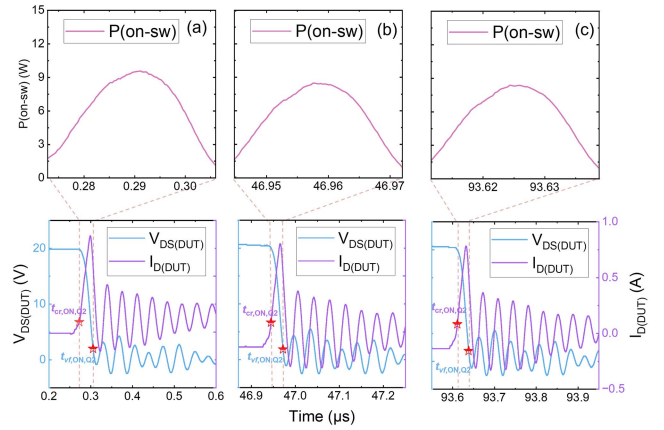 P(on-sw) (a)
P(on-sw) (b)
P(on-sw) (c)
P(on-sw) (W)
15
12
9
6
3
0
0.28 0.29 0.30
46.95 46.96 46.97
93.62 93.63
V_DS(DUT)
I_D(DUT)
t_cr,ON,Q2
t_vf,ON,Q2
V_DS(DUT)
I_D(DUT)
t_cr,ON,Q2
t_vf,ON,Q2
V_DS(DUT)
I_D(DUT)
t_cr,ON,Q2
t_vf,ON,Q2
V_DS(DUT) (V)
20
10
0
I_D(DUT) (A)
1.0
0.5
0.0
-0.5
0.2 0.3 0.4 0.5 0.6
46.9 47.0 47.1 47.2
93.6 93.7 93.8 93.9
Time (μs)